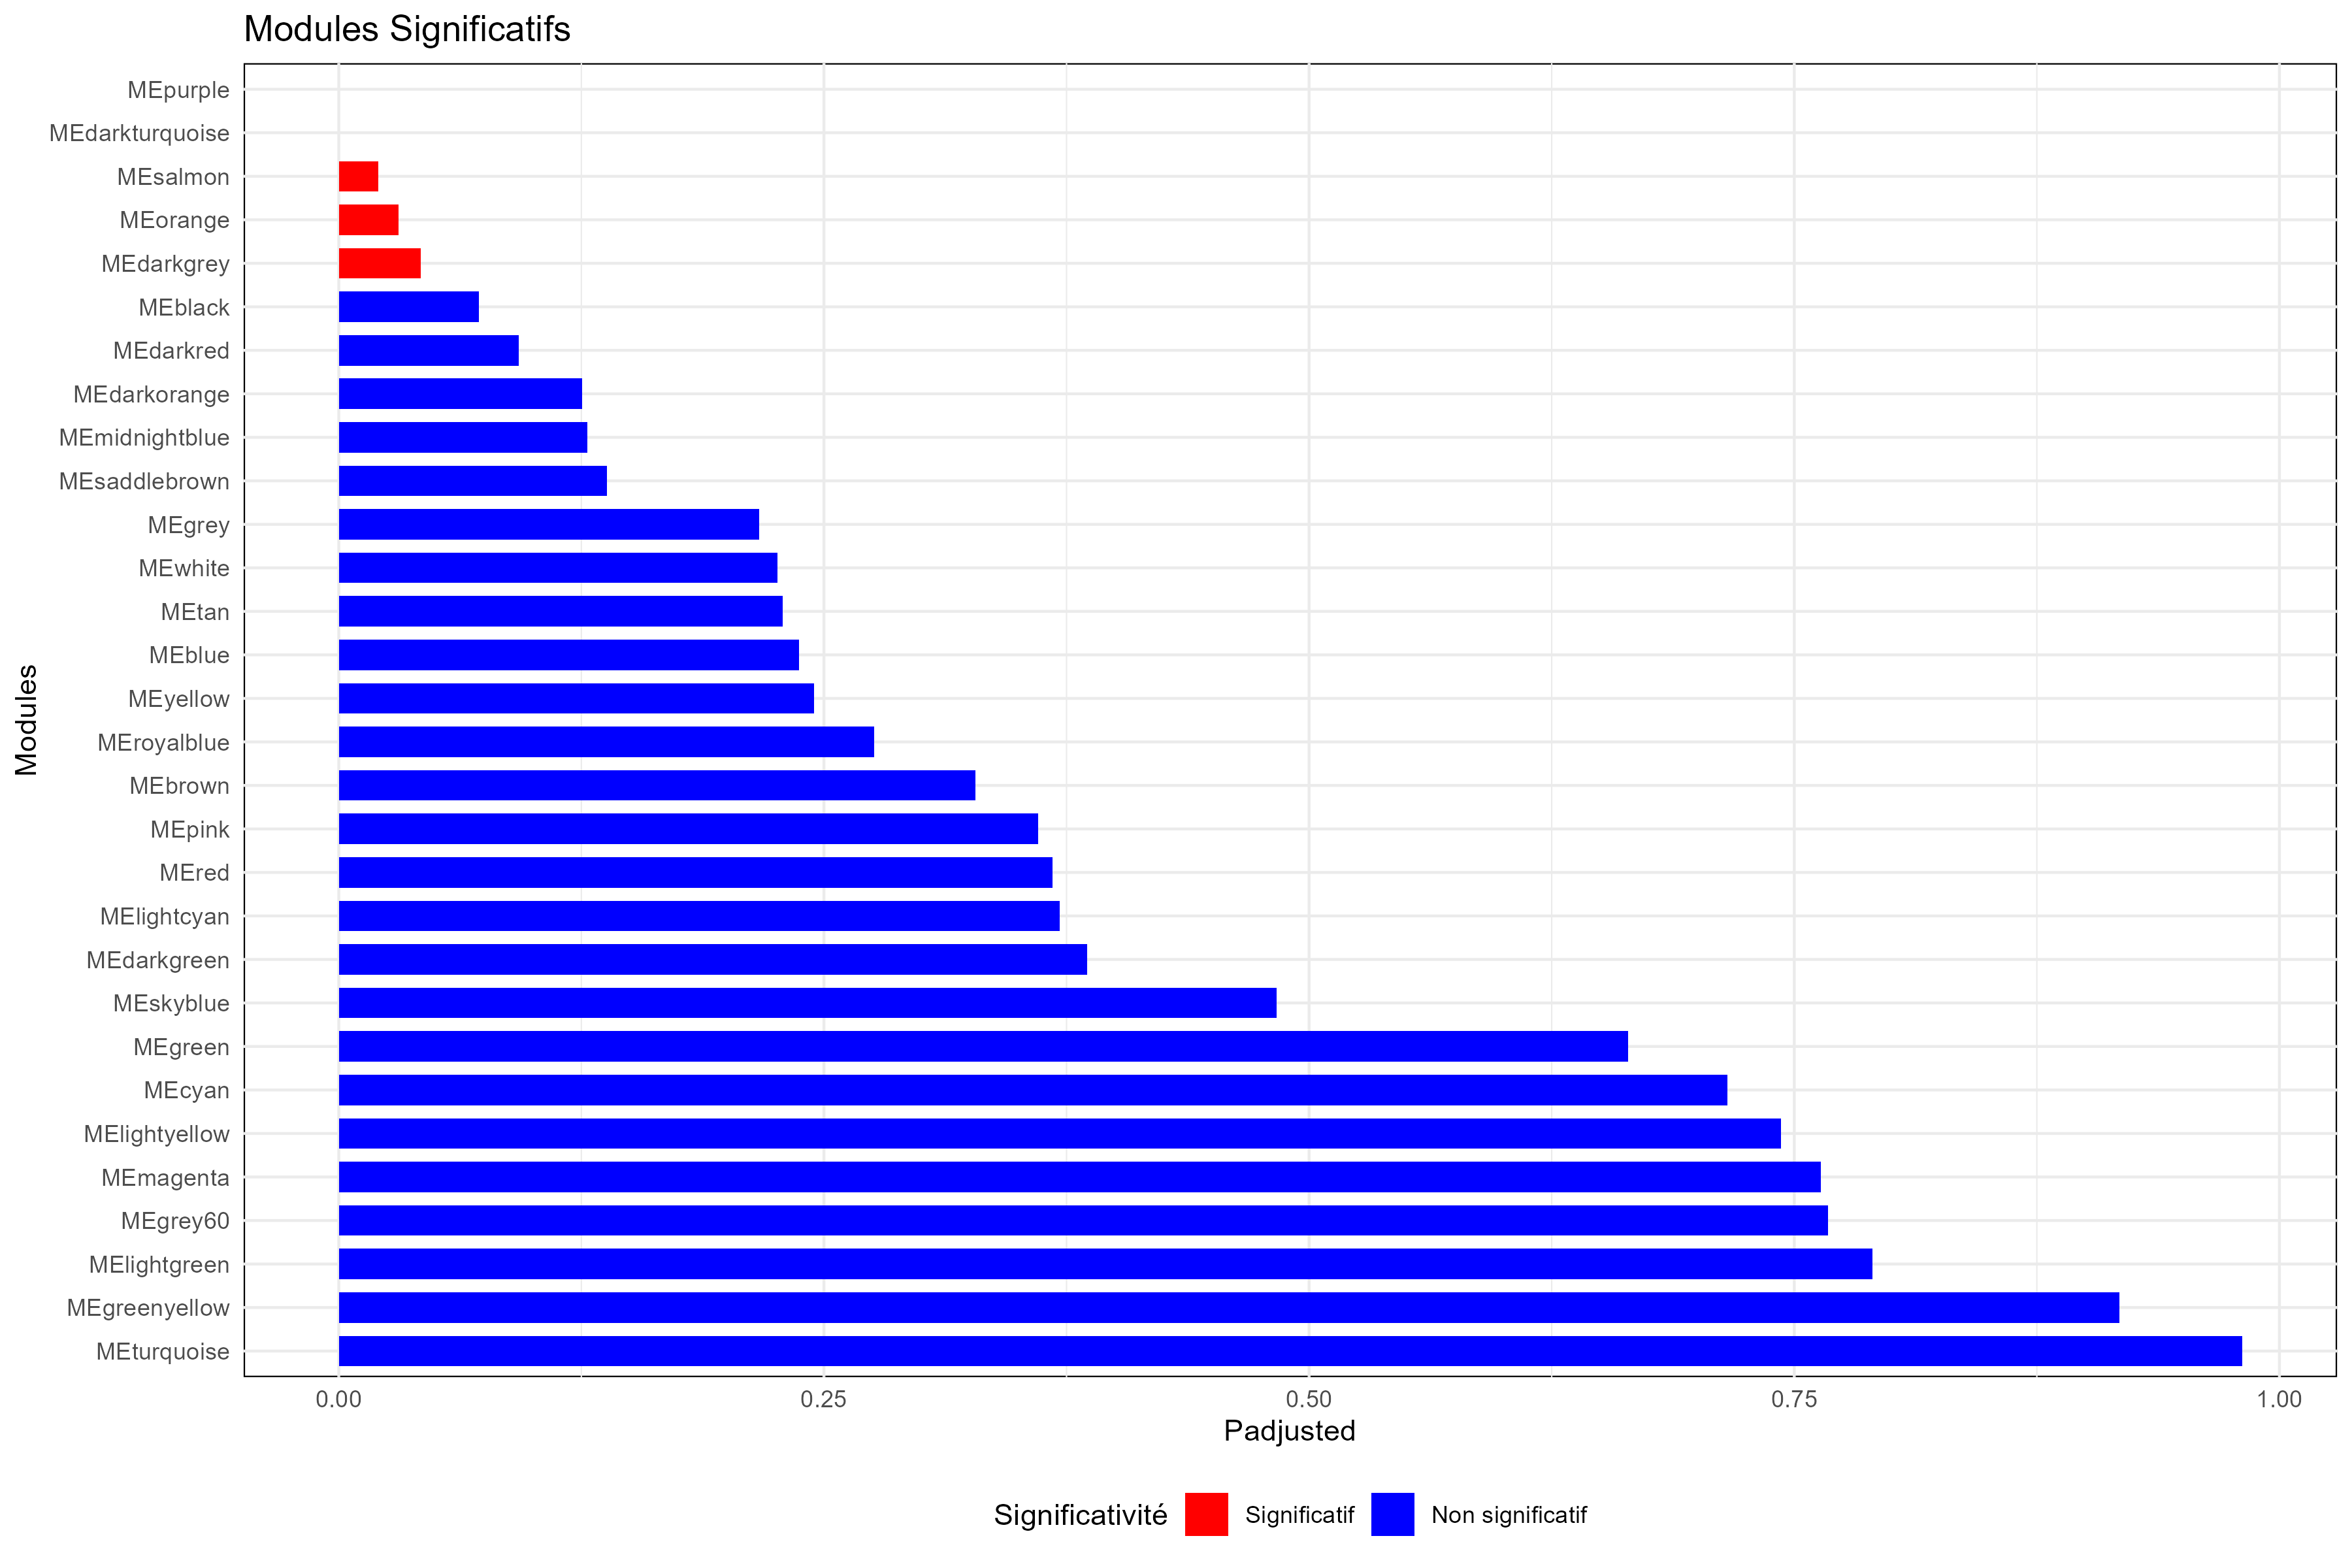 Modules Significatifs
MEpurple
MEdarkturquoise
MEsalmon
MEorange
MEdarkgrey
MEblack
MEdarkred
MEdarkorange
MEmidnightblue
MEsaddlebrown
MEgrey
MEwhite
MEtan
MEblue
MEyellow
MEroyalblue
MEbrown
MEpink
MEred
MElightcyan
MEdarkgreen
MEskyblue
MEgreen
MEcyan
MElightyellow
MEmagenta
MEgrey60
MElightgreen
MEgreenyellow
MEturquoise
Modules
0.00 0.25 0.50 0.75 1.00
Padjusted
Significativité Significatif Non significatif